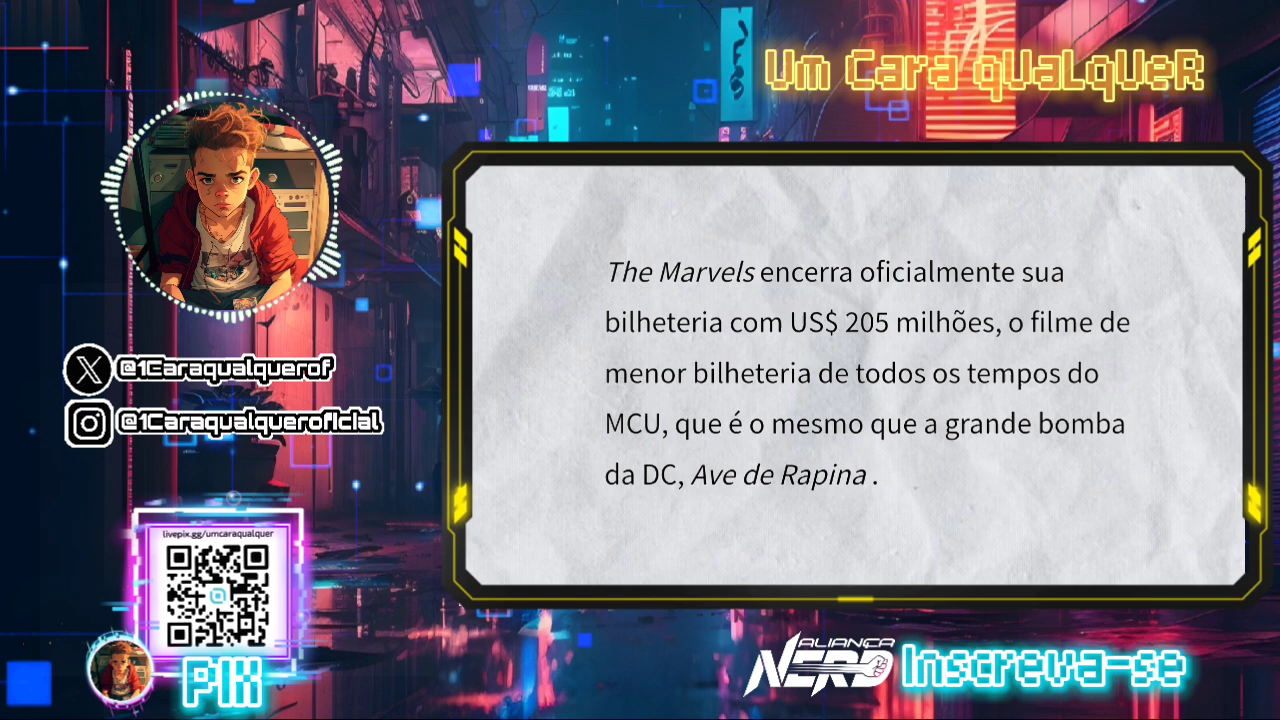 Um Cara qUaLqUeR
The Marvels encerra oficialmente sua
bilheteria com US$ 205 milhões, o filme de
menor bilheteria de todos os tempos do
MCU, que é o mesmo que a grande bomba
da DC, Ave de Rapina .
@1Caraqualquerof
@1Caraqualqueroficial
livepix.gg/umcaraqualquer
PIX
ALIANÇA
NERD
Inscreva-se